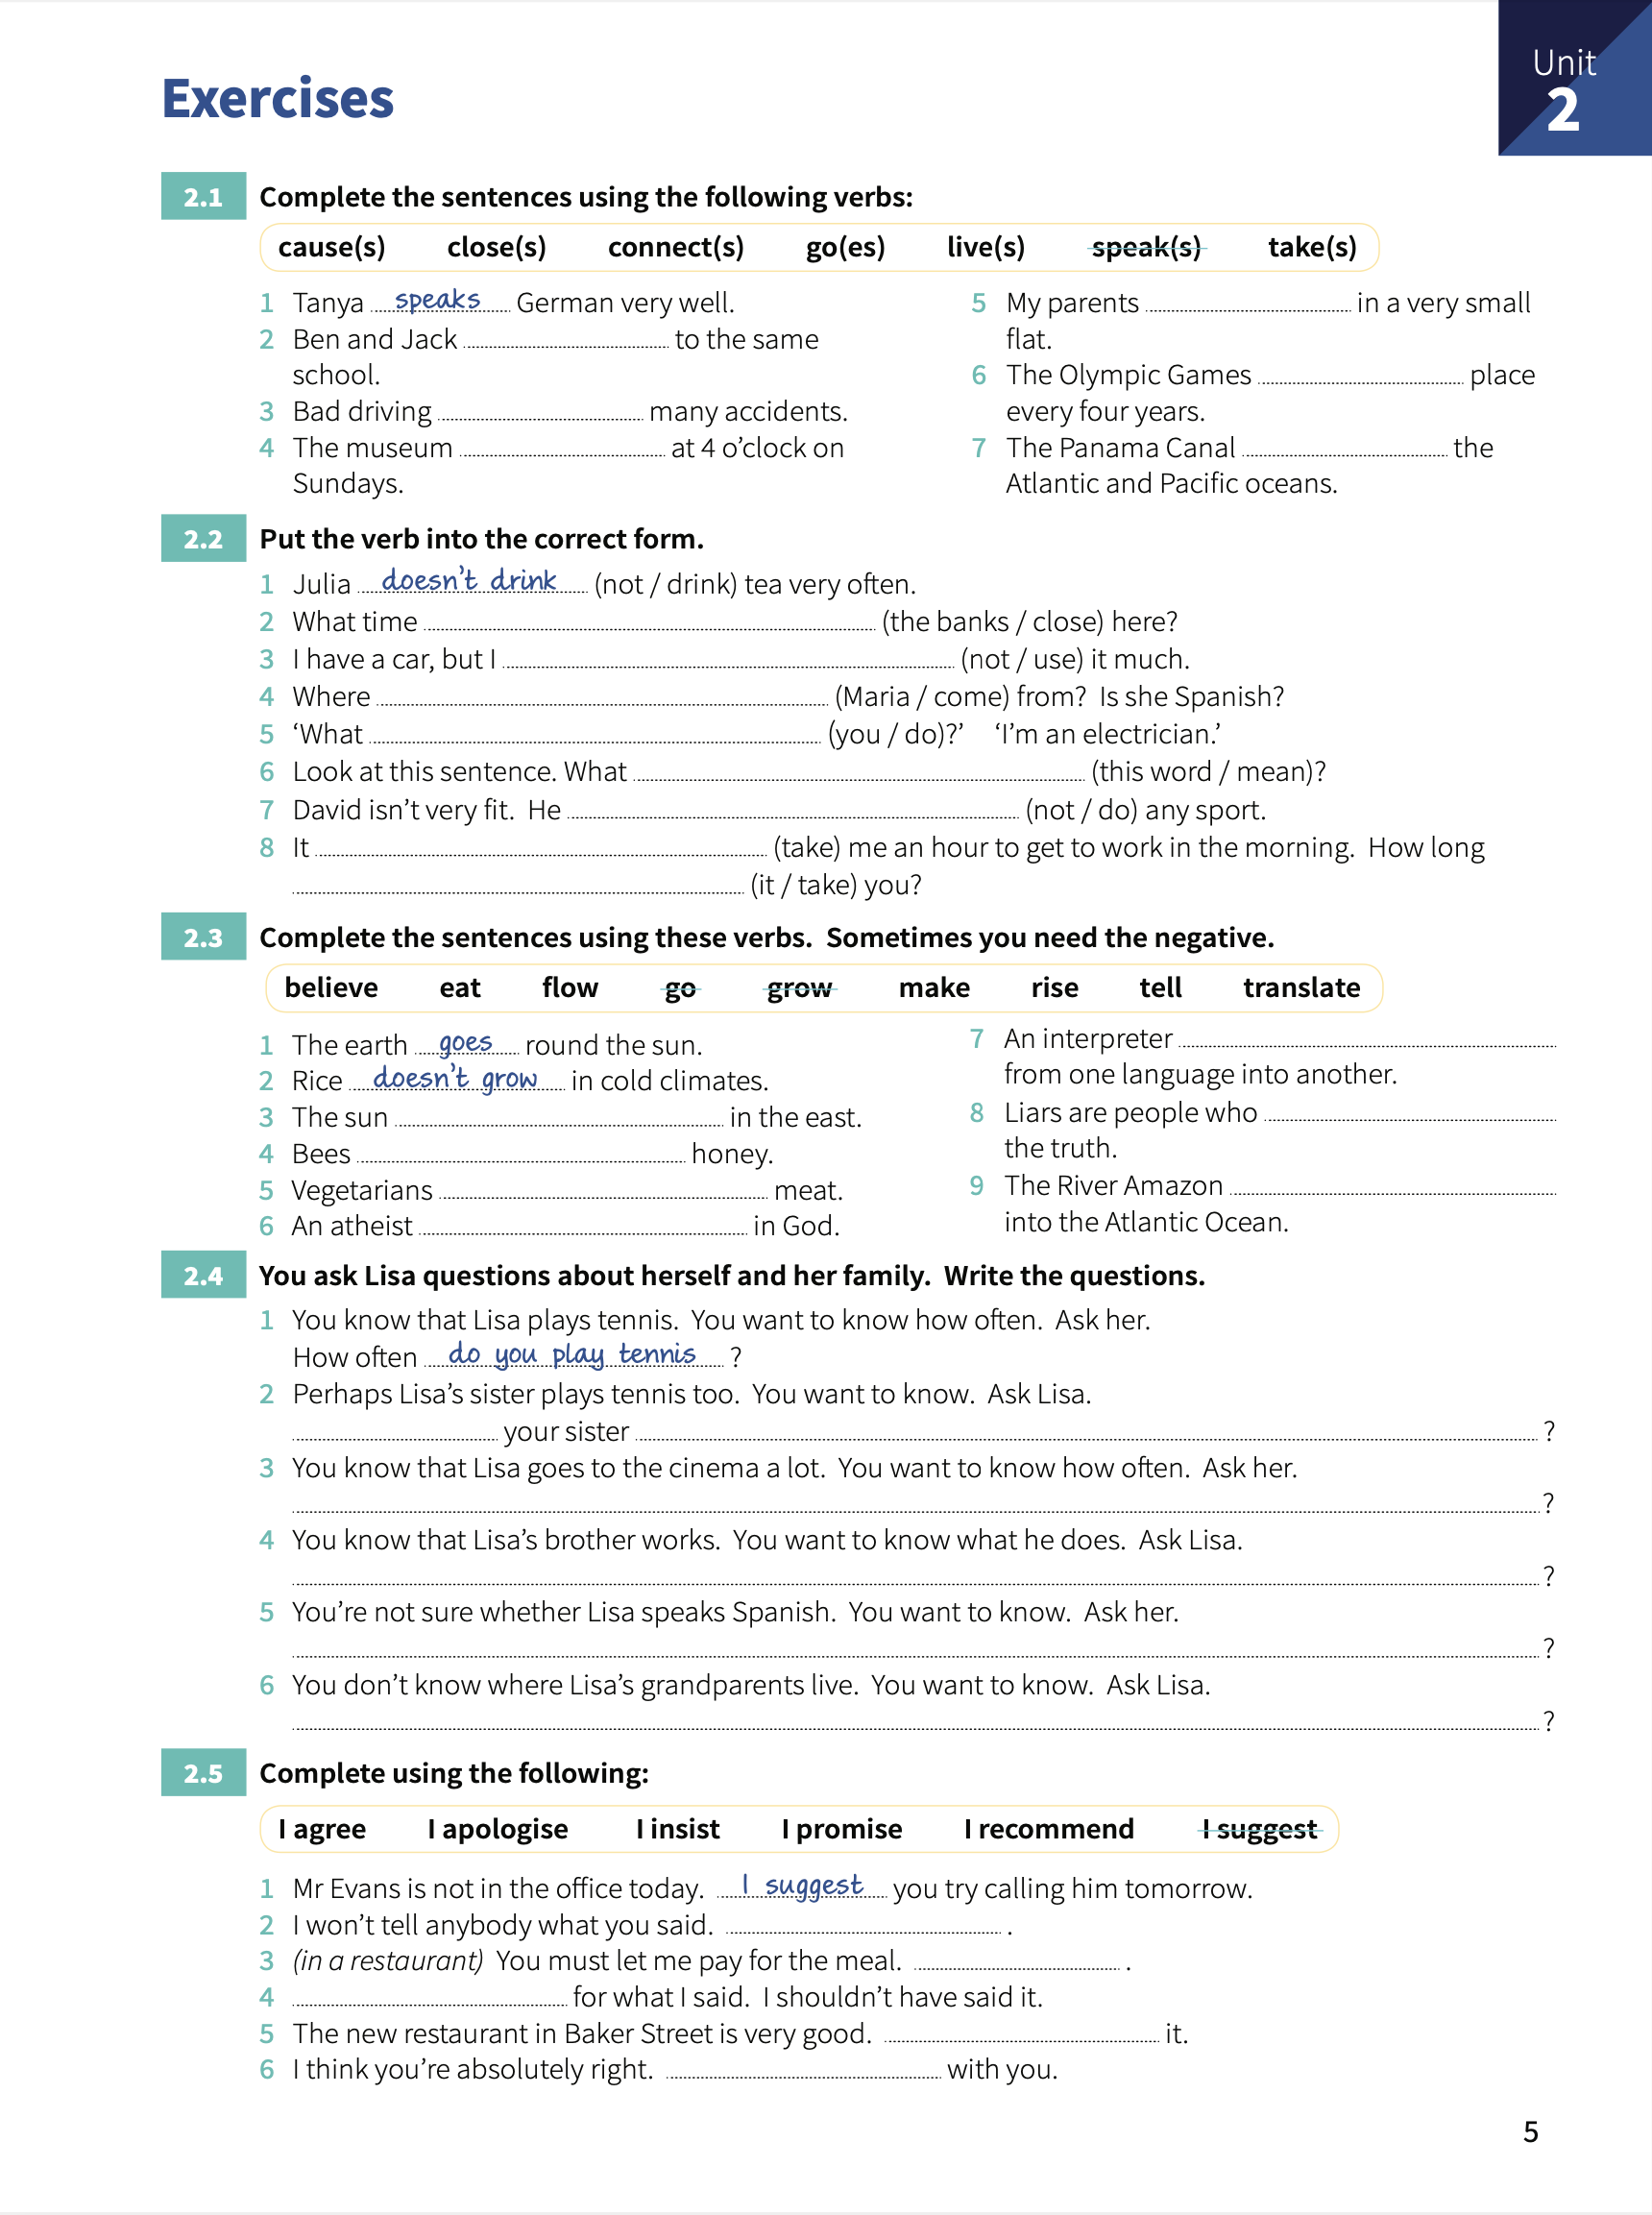 Unit
2
Exercises
2.1 Complete the sentences using the following verbs:
cause(s) close(s) connect(s) go(es) live(s) speak(s) take(s)
1 Tanya speaks German very well.
2 Ben and Jack to the same
school.
3 Bad driving many accidents.
4 The museum at 4 o’clock on
Sundays.
5 My parents in a very small
flat.
6 The Olympic Games place
every four years.
7 The Panama Canal the
Atlantic and Pacific oceans.
2.2 Put the verb into the correct form.
1 Julia doesn’t drink (not / drink) tea very often.
2 What time (the banks / close) here?
3 I have a car, but I (not / use) it much.
4 Where (Maria / come) from? Is she Spanish?
5 ‘What (you / do)?’ ‘I’m an electrician.’
6 Look at this sentence. What (this word / mean)?
7 David isn’t very fit. He (not / do) any sport.
8 It (take) me an hour to get to work in the morning. How long
(it / take) you?
2.3 Complete the sentences using these verbs. Sometimes you need the negative.
believe eat flow go grow make rise tell translate
1 The earth goes round the sun.
2 Rice doesn’t grow in cold climates.
3 The sun in the east.
4 Bees honey.
5 Vegetarians meat.
6 An atheist in God.
7 An interpreter
from one language into another.
8 Liars are people who
the truth.
9 The River Amazon
into the Atlantic Ocean.
2.4 You ask Lisa questions about herself and her family. Write the questions.
1 You know that Lisa plays tennis. You want to know how often. Ask her.
How often do you play tennis ?
2 Perhaps Lisa’s sister plays tennis too. You want to know. Ask Lisa.
your sister ?
3 You know that Lisa goes to the cinema a lot. You want to know how often. Ask her.
?
4 You know that Lisa’s brother works. You want to know what he does. Ask Lisa.
?
5 You’re not sure whether Lisa speaks Spanish. You want to know. Ask her.
?
6 You don’t know where Lisa’s grandparents live. You want to know. Ask Lisa.
?
2.5 Complete using the following:
I agree I apologise I insist I promise I recommend I suggest
1 Mr Evans is not in the office today. I suggest you try calling him tomorrow.
2 I won’t tell anybody what you said. .
3 (in a restaurant) You must let me pay for the meal. .
4 for what I said. I shouldn’t have said it.
5 The new restaurant in Baker Street is very good. it.
6 I think you’re absolutely right. with you.
5